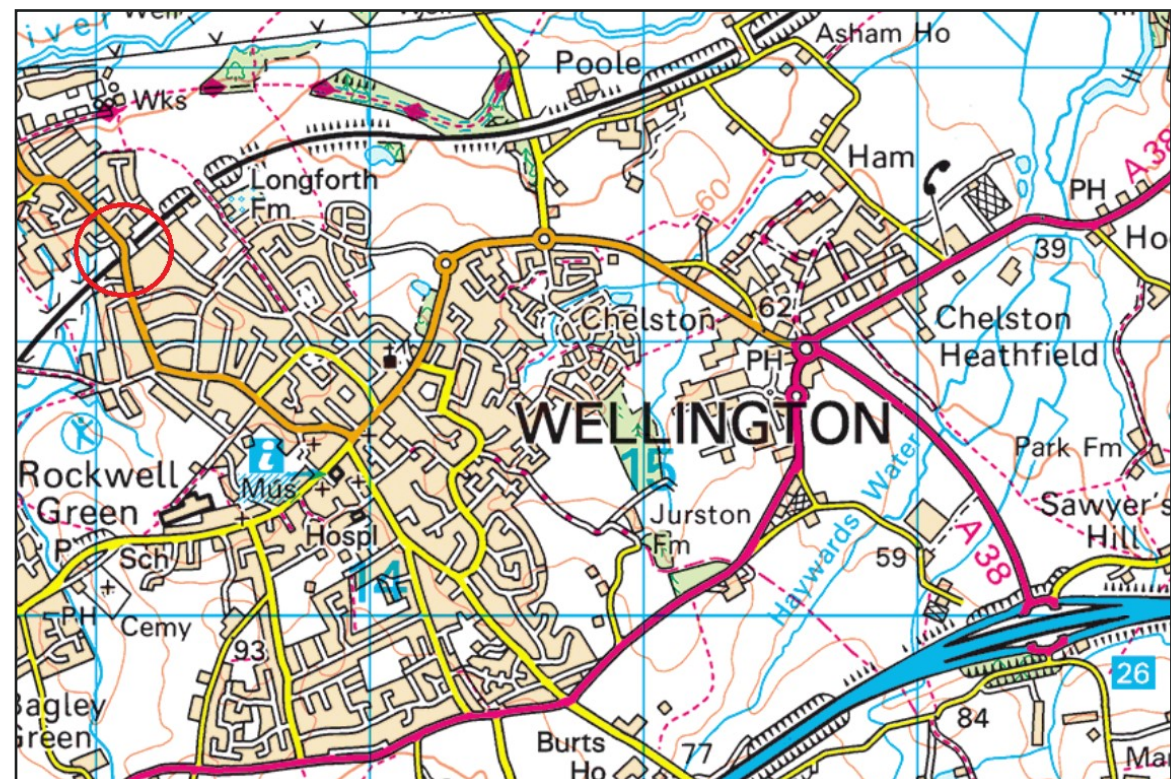 iver
Well
Asham Ho
Poole
Wks
Longforth
Fm
Ham
60
PH
A 38
Ho
39
62
Chelston
Chelston
Heathfield
PH
WELLINGTON
15
Park Fm
Rockwell
Green
i
Mus
Hospl
Jurston
Fm
Haywards Water
59
A 38
Sawyer's
Hill
P
Sch
14
PH
Cemy
93
26
Bagley
Green
84
Burts
Ho
77
Ma